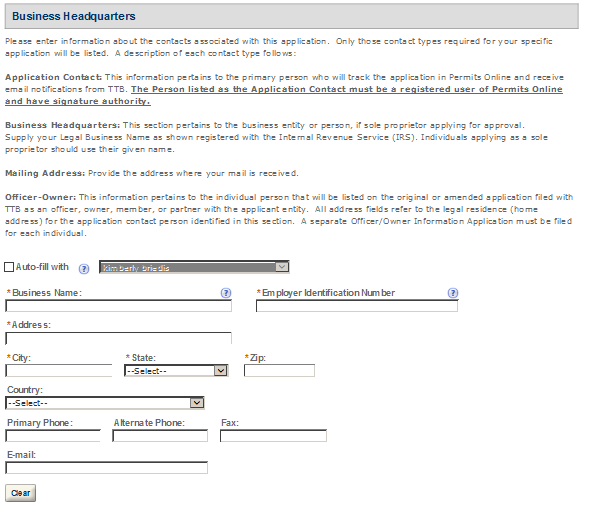 Business Headquarters
Please enter information about the contacts associated with this application. Only those contact types required for your specific
application will be listed. A description of each contact type follows:
Application Contact: This information pertains to the primary person who will track the application in Permits Online and receive
email notifications from TTB. The Person listed as the Application Contact must be a registered user of Permits Online
and have signature authority.
Business Headquarters: This section pertains to the business entity or person, if sole proprietor applying for approval.
Supply your Legal Business Name as shown registered with the Internal Revenue Service (IRS). Individuals applying as a sole
proprietor should use their given name.
Mailing Address: Provide the address where your mail is received.
Officer-Owner: This information pertains to the individual person that will be listed on the original or amended application filed with
TTB as an officer, owner, member, or partner with the applicant entity. All address fields refer to the legal residence (home
address) for the application contact person identified in this section. A separate Officer/Owner Information Application must be filed
for each individual.
Auto-fill with ? Kimberly
*Business Name: ? *Employer Identification Number ?
*Address:
*City: *State: *Zip:
--Select--
Country:
--Select--
Primary Phone: Alternate Phone: Fax:
E-mail:
Clear